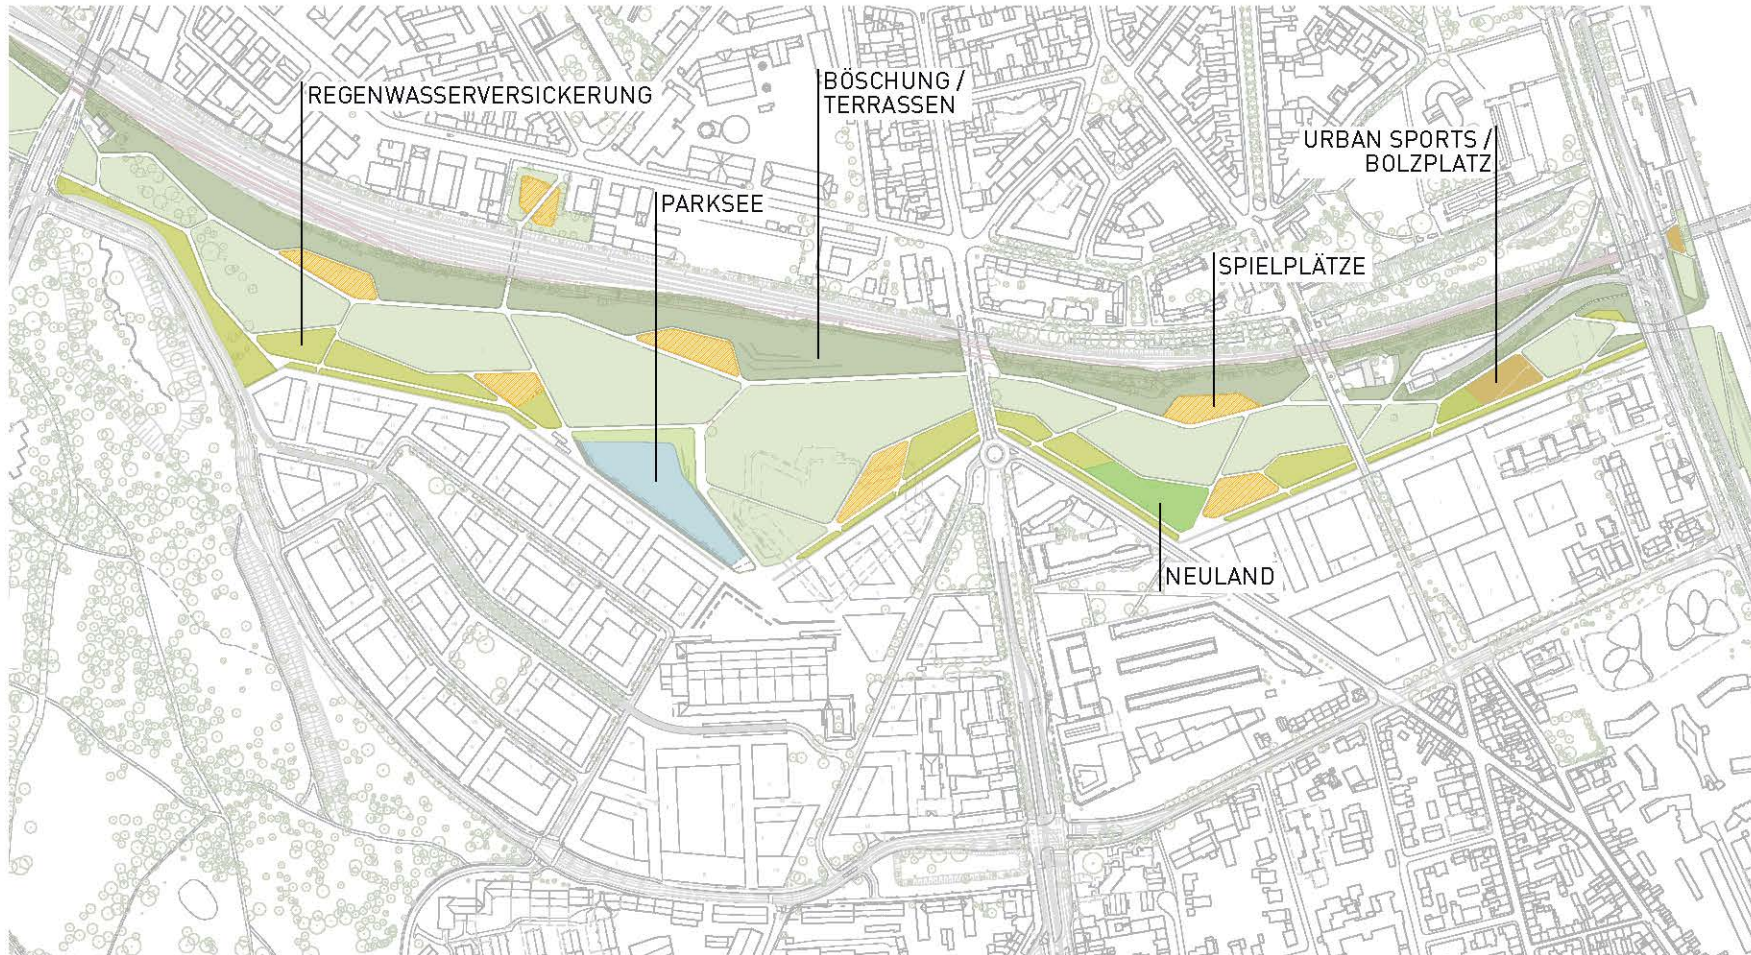 REGENWASSERVERSICKERUNG
BÖSCHUNG /
TERRASSEN
URBAN SPORTS /
BOLZPLATZ
PARKSEE
SPIELPLÄTZE
NEULAND